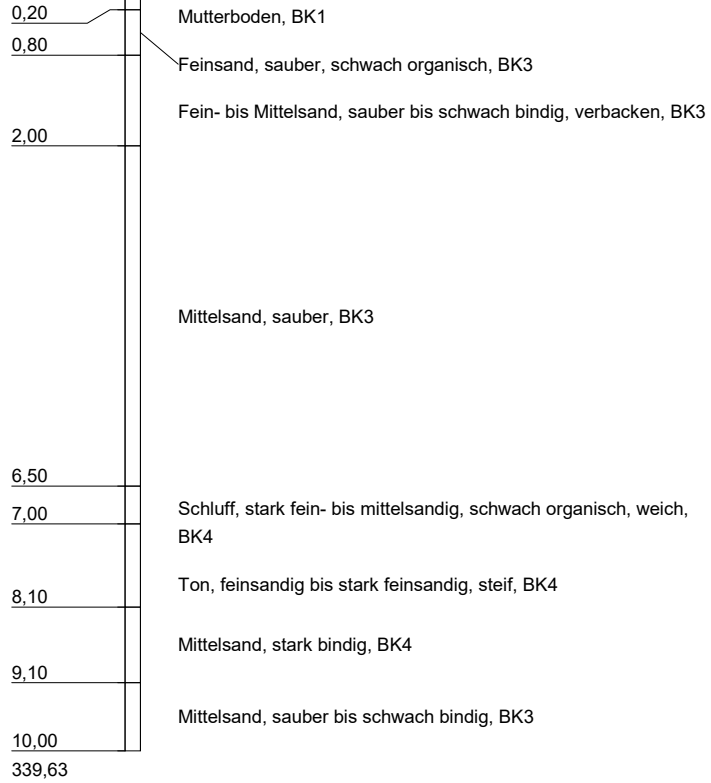 0,20
Mutterboden, BK1
0,80
Feinsand, sauber, schwach organisch, BK3
Fein- bis Mittelsand, sauber bis schwach bindig, verbacken, BK3
2,00
Mittelsand, sauber, BK3
6,50
Schluff, stark fein- bis mittelsandig, schwach organisch, weich,
BK4
7,00
Ton, feinsandig bis stark feinsandig, steif, BK4
8,10
Mittelsand, stark bindig, BK4
9,10
Mittelsand, sauber bis schwach bindig, BK3
10,00
339,63